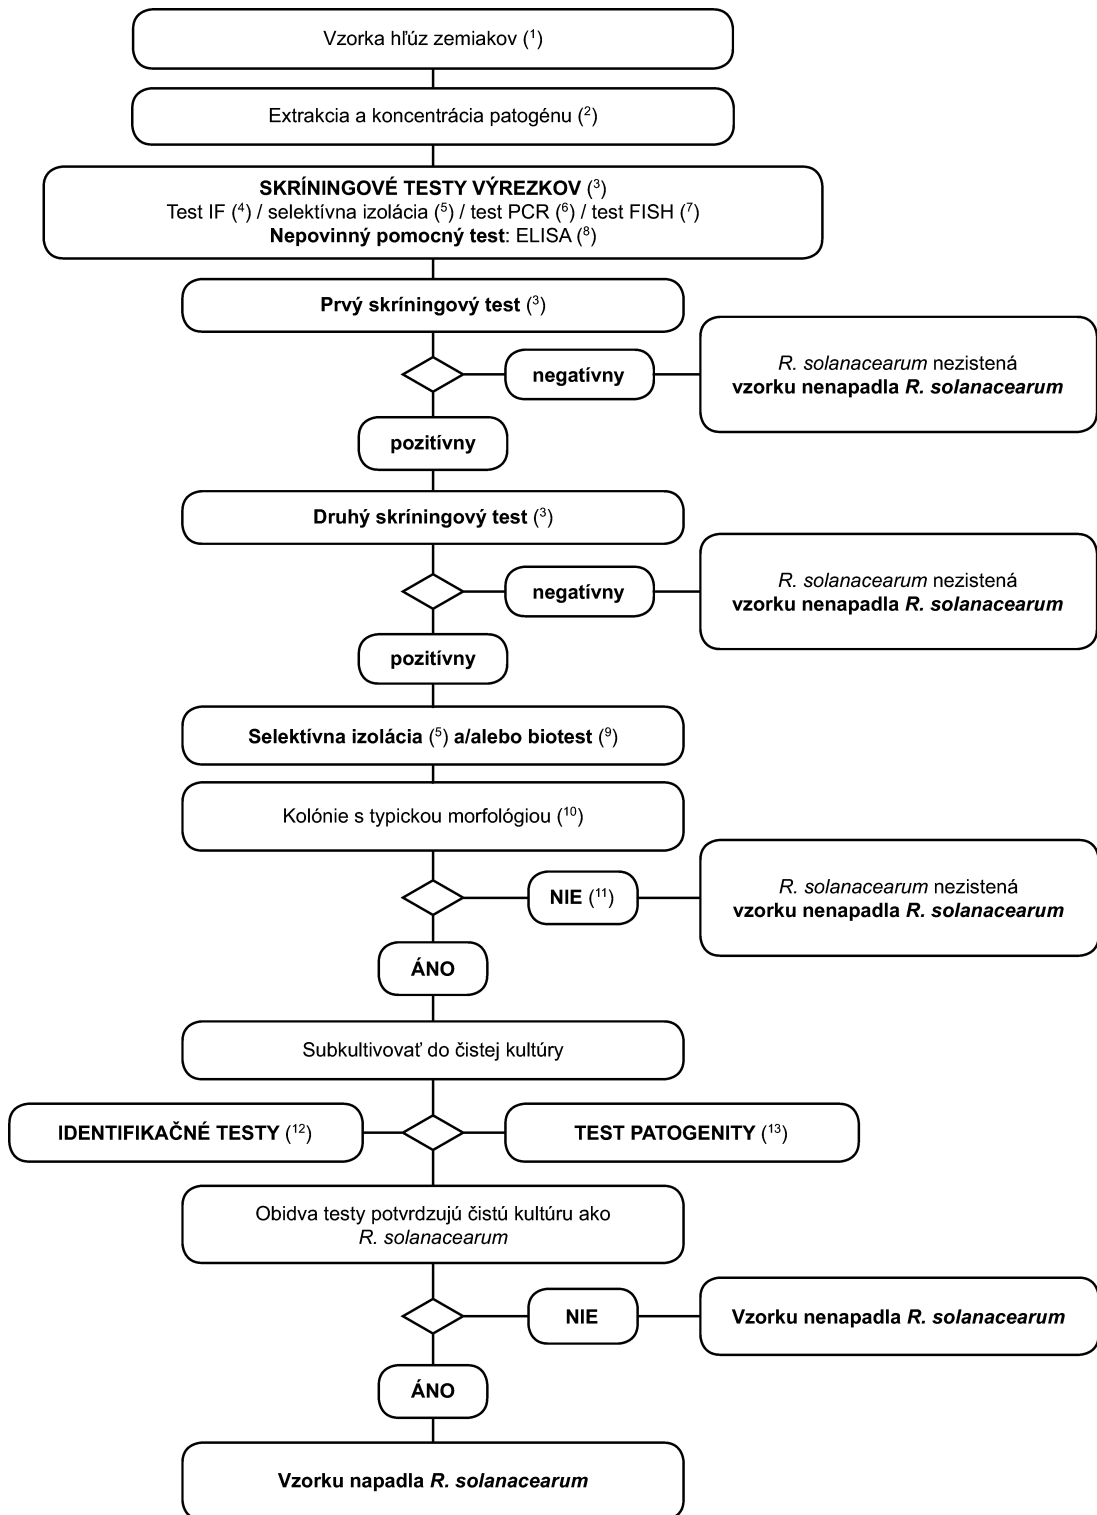 Vzorka hľúz zemiakov (1)
Extrakcia a koncentrácia patogénu (2)
SKRÍNINGOVÉ TESTY VÝREZKOV (3)
Test IF (4) / selektívna izolácia (5) / test PCR (6) / test FISH (7)
Nepovinný pomocný test: ELISA (8)
Prvý skríningový test (3)
negatívny
R. solanacearum nezistená
vzorku nenapadla R. solanacearum
pozitívny
Druhý skríningový test (3)
negatívny
R. solanacearum nezistená
vzorku nenapadla R. solanacearum
pozitívny
Selektívna izolácia (5) a/alebo biotest (9)
Kolónie s typickou morfológiou (10)
NIE (11)
R. solanacearum nezistená
vzorku nenapadla R. solanacearum
ÁNO
Subkultivovať do čistej kultúry
IDENTIFIKAČNÉ TESTY (12)
TEST PATOGENITY (13)
Obidva testy potvrdzujú čistú kultúru ako
R. solanacearum
NIE
Vzorku nenapadla R. solanacearum
ÁNO
Vzorku napadla R. solanacearum